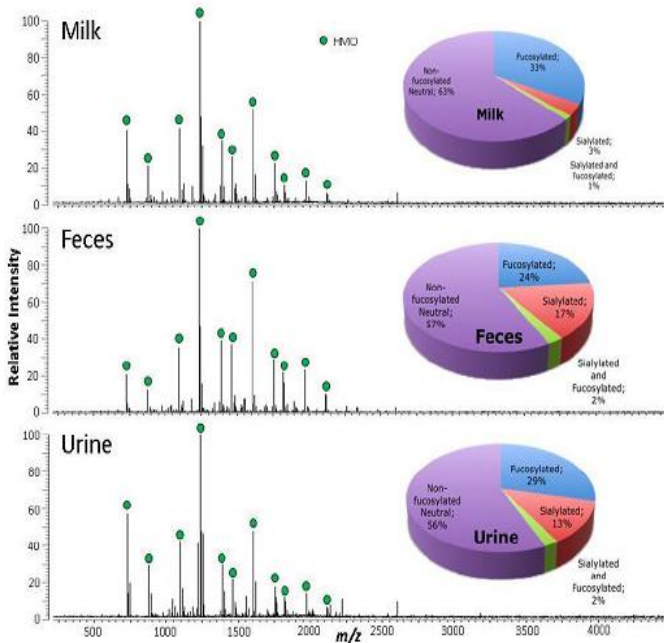 Milk
HMO
100
80
60
40
20
0
Non-
fucosylated
Neutral; 63%
Fucosylated;
33%
Milk
Sialylated;
3%
Sialylated and
Fucosylated;
1%
Feces
100
80
60
40
20
0
Relative Intensity
Non-
fucosylated
Neutral;
57%
Fucosylated;
24%
Sialylated;
17%
Feces
Sialylated
and
Fucosylated;
2%
Urine
100
80
60
40
20
0
Non-
fucosylated
Neutral;
56%
Fucosylated;
29%
Sialylated;
13%
Urine
Sialylated
and
Fucosylated;
2%
500 1000 1500 2000 2500 3000 3500 4000
m/z